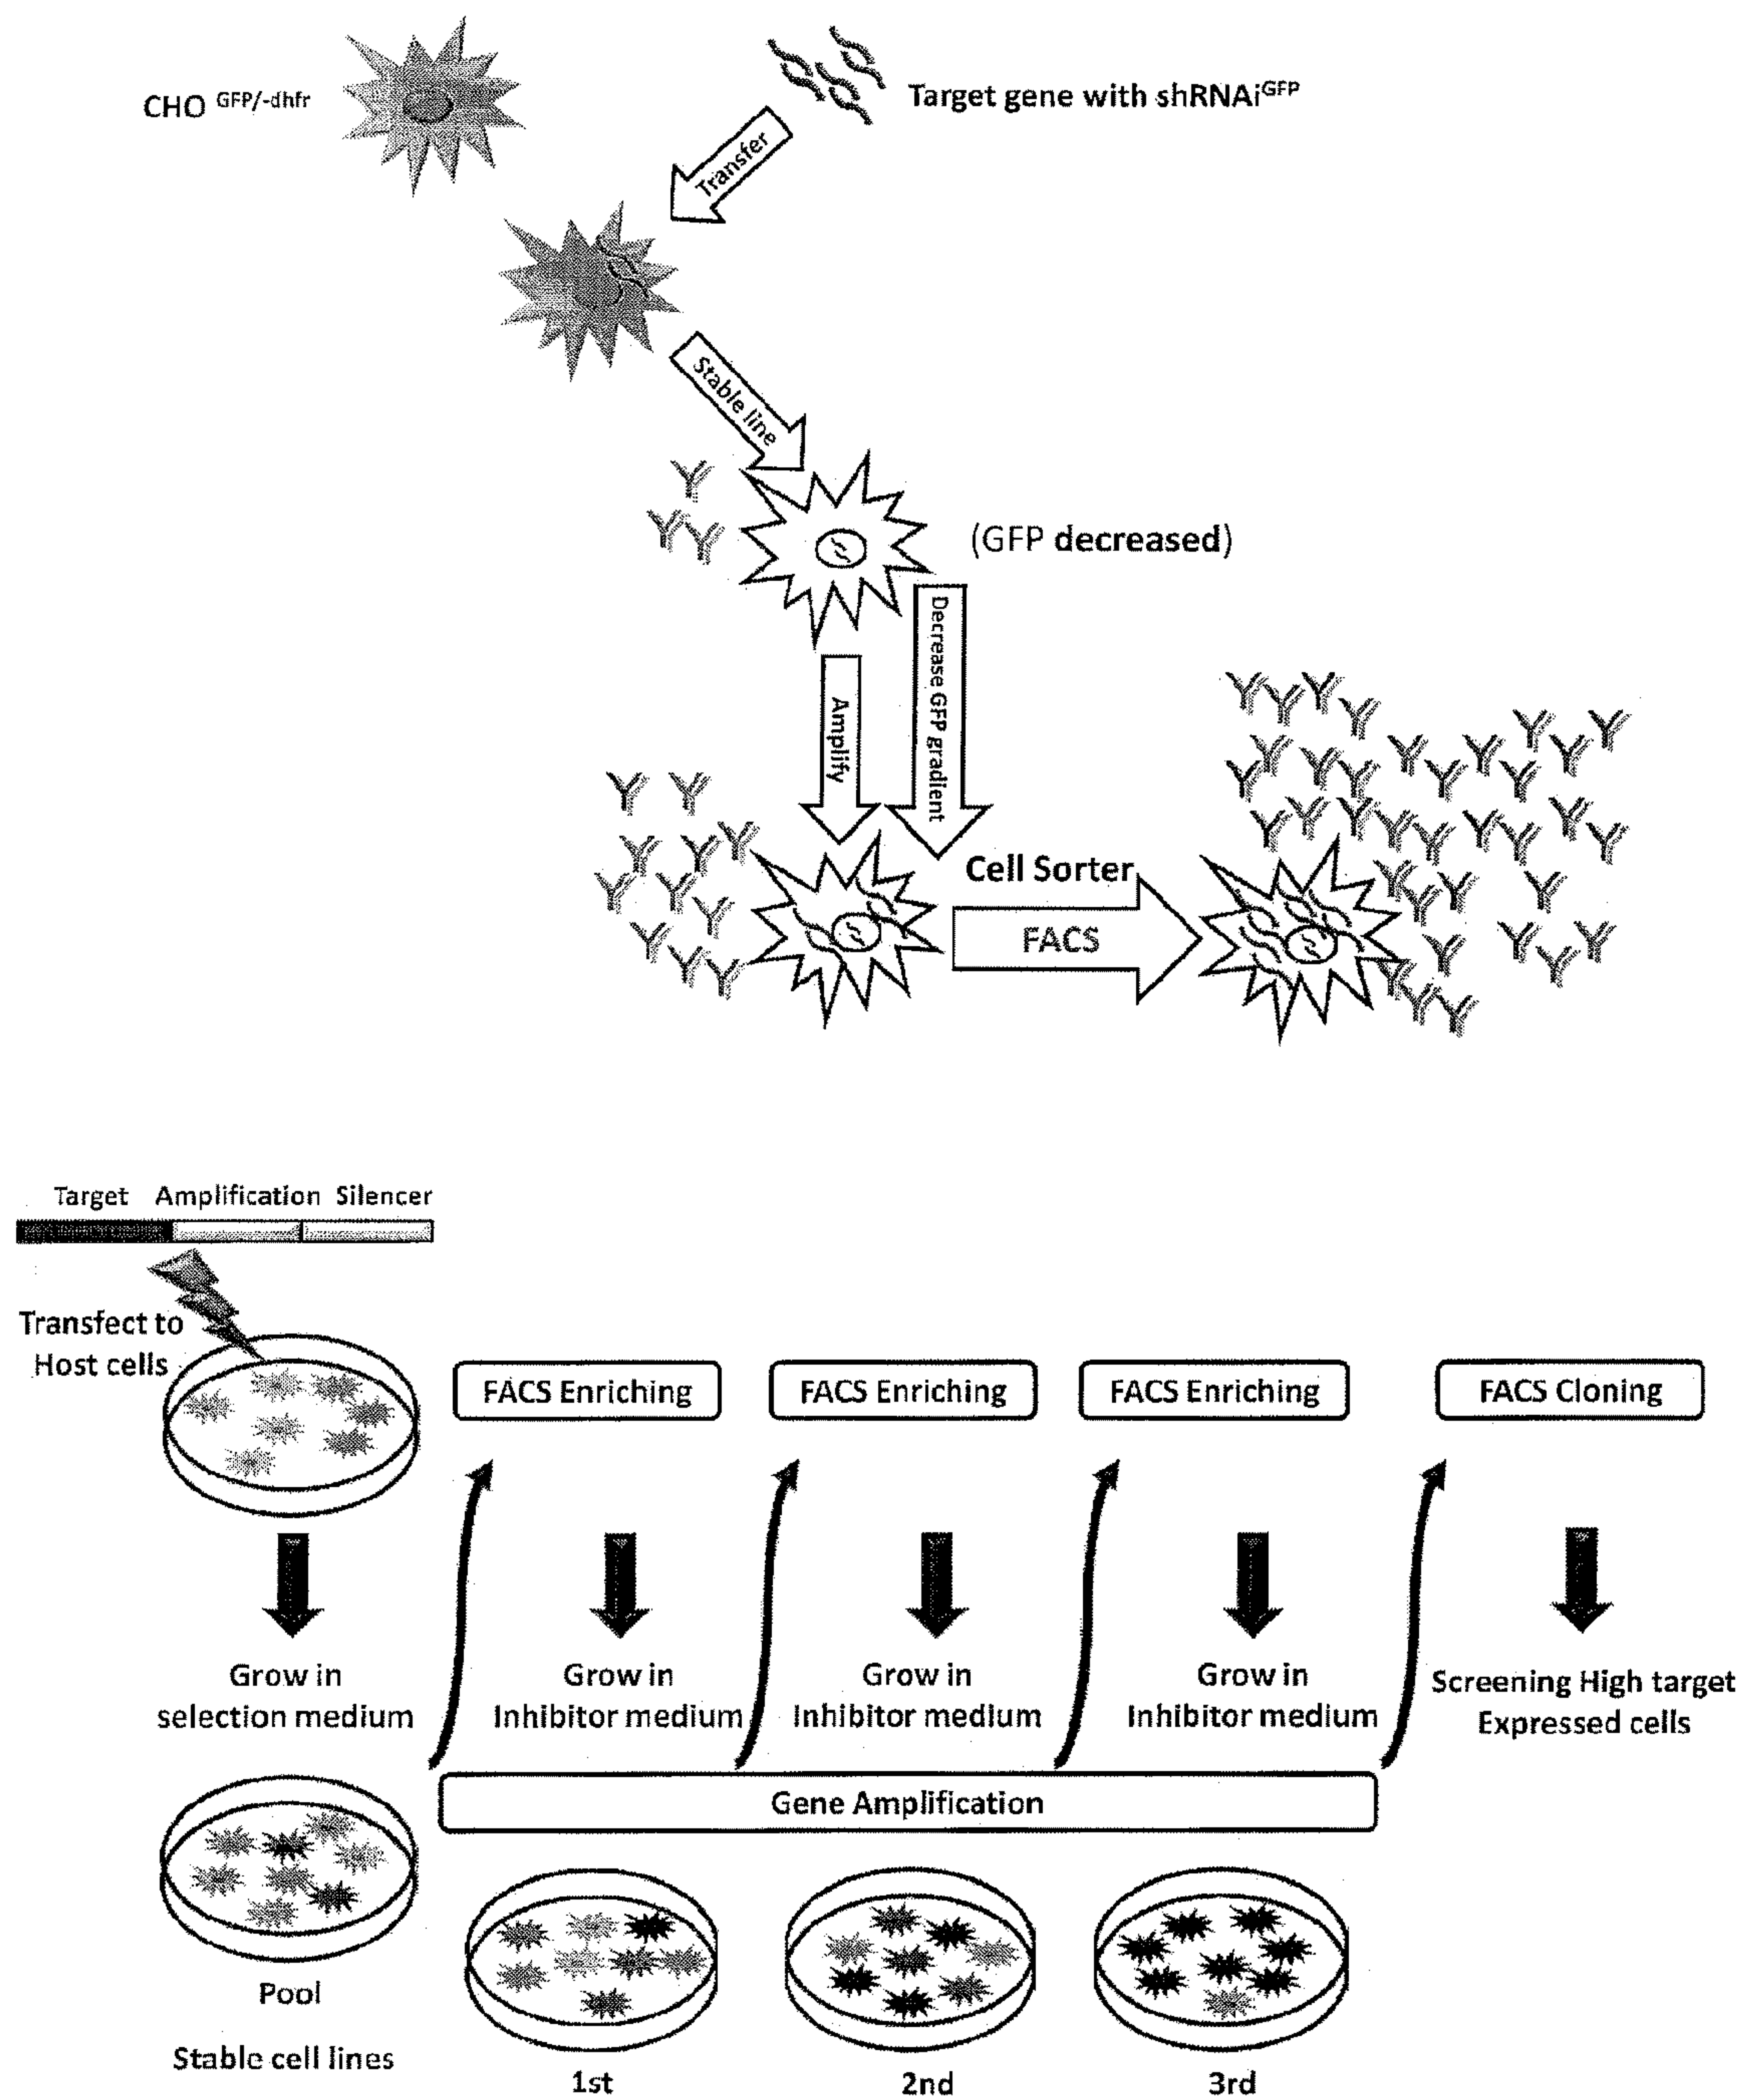 CHO GFP/-dhfr
Target gene with shRNAiGFP
Transfer
Stable line
(GFP decreased)
Decrease GFP gradient
Amplify
Cell Sorter
FACS
Target Amplification Silencer
Transfect to
Host cells
FACS Enriching
FACS Enriching
FACS Enriching
FACS Cloning
Grow in
selection medium
Grow in
Inhibitor medium
Grow in
Inhibitor medium
Grow in
Inhibitor medium
Screening High target
Expressed cells
Gene Amplification
Pool
Stable cell lines
1st
2nd
3rd